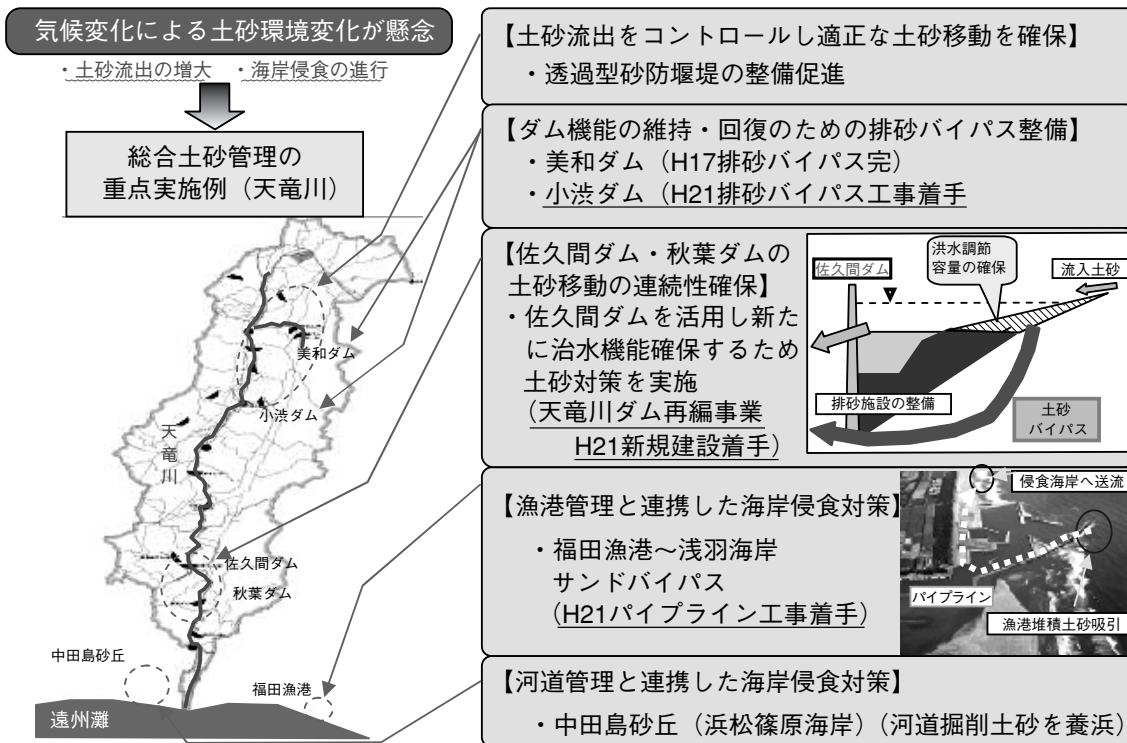 気候変化による土砂環境変化が懸念
・土砂流出の増大　・海岸侵食の進行
総合土砂管理の
重点実施例（天竜川）
美和ダム
小渋ダム
天竜川
佐久間ダム
秋葉ダム
中田島砂丘
福田漁港
遠州灘
【土砂流出をコントロールし適正な土砂移動を確保】
・透過型砂防堰堤の整備促進
【ダム機能の維持・回復のための排砂バイパス整備】
・美和ダム（H17排砂バイパス完）
・小渋ダム（H21排砂バイパス工事着手
【佐久間ダム・秋葉ダムの
土砂移動の連続性確保】
・佐久間ダムを活用し新た
に治水機能確保するため
土砂対策を実施
（天竜川ダム再編事業
H21新規建設着手）
佐久間ダム
洪水調節
容量の確保
流入土砂
排砂施設の整備
土砂
バイパス
【漁港管理と連携した海岸侵食対策】
・福田漁港～浅羽海岸
サンドバイパス
（H21パイプライン工事着手）
侵食海岸へ送流
パイプライン
漁港堆積土砂吸引
【河道管理と連携した海岸侵食対策】
・中田島砂丘（浜松篠原海岸）（河道掘削土砂を養浜）